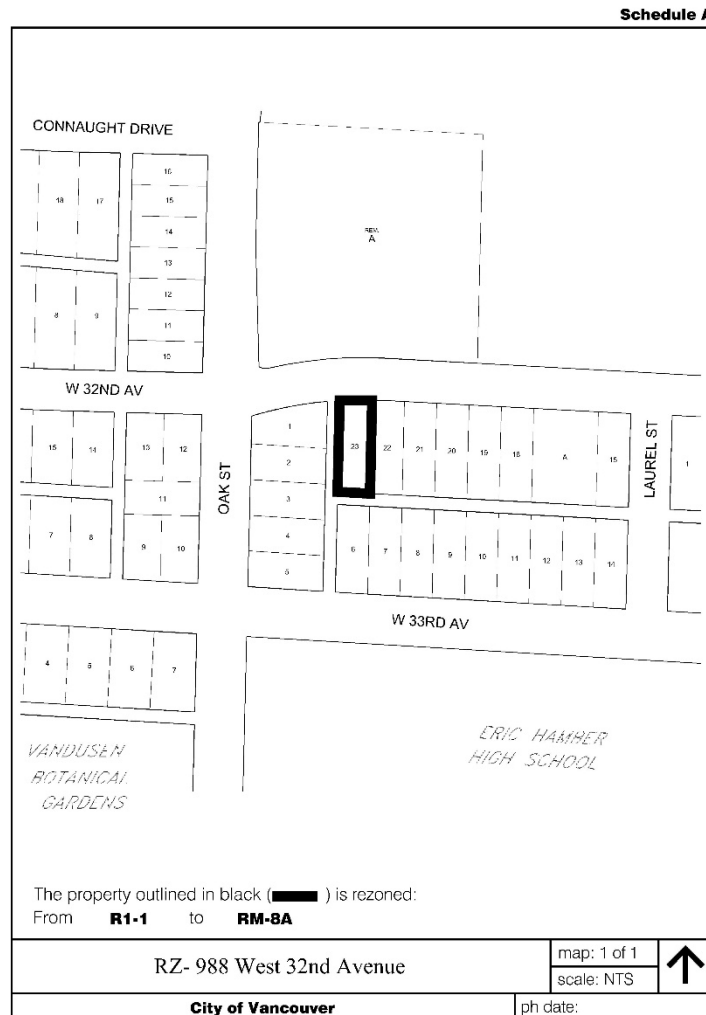 Schedule A
CONNAUGHT DRIVE
18 17
16
15
14
13
12
11
10
8 9
REM.
A
W 32ND AV
15 14
13 12
11
9 10
7 8
OAK ST
1
2
3
4
5
23 22 21 20 19 18 A 15
LAUREL ST
1
6 7 8 9 10 11 12 13 14
W 33RD AV
4 5 6 7
VANDUSEN
BOTANICAL
GARDENS
ERIC HAMBER
HIGH SCHOOL
The property outlined in black ( ) is rezoned:
From R1-1 to RM-8A
RZ- 988 West 32nd Avenue
map: 1 of 1
scale: NTS
City of Vancouver
ph date: